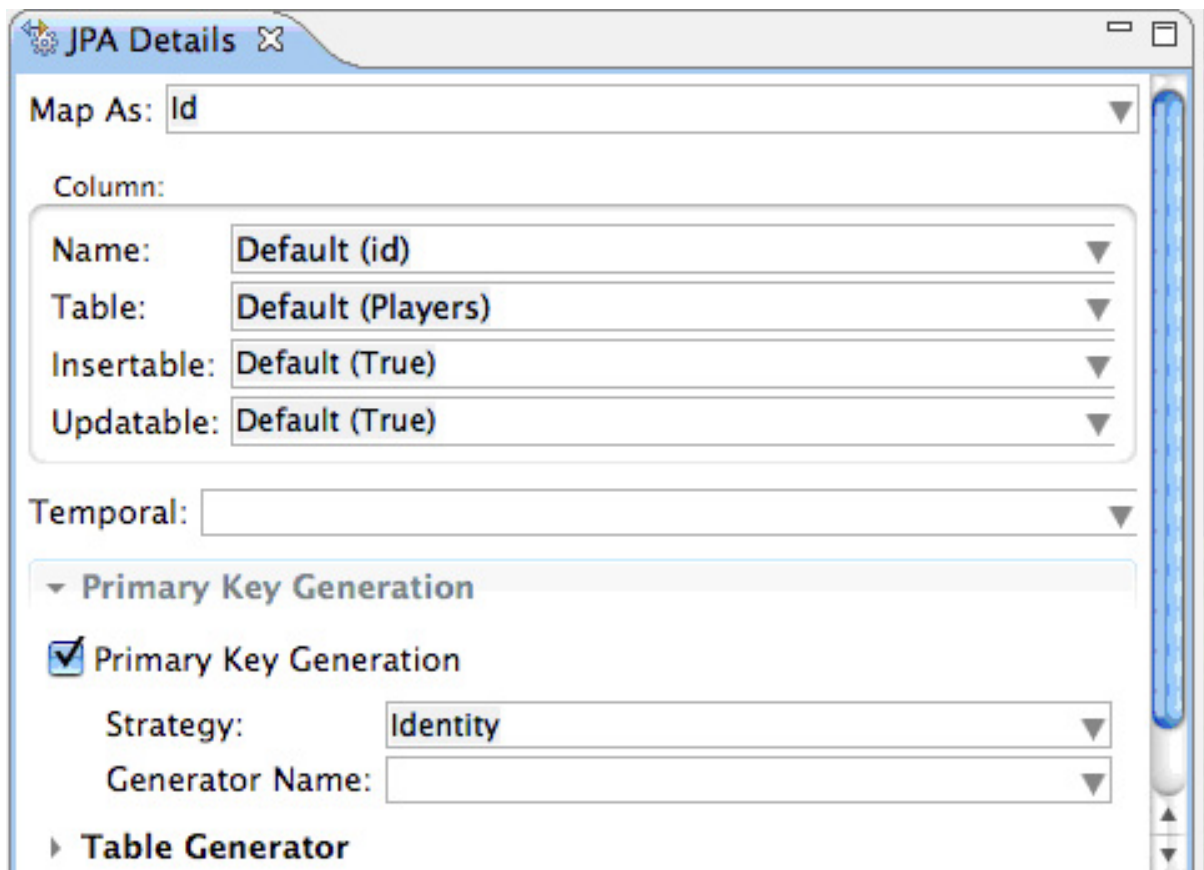 JPA Details
Map As: Id
Column:
Name: Default (id)
Table: Default (Players)
Insertable: Default (True)
Updatable: Default (True)
Temporal:
Primary Key Generation
Primary Key Generation
Strategy: Identity
Generator Name:
Table Generator